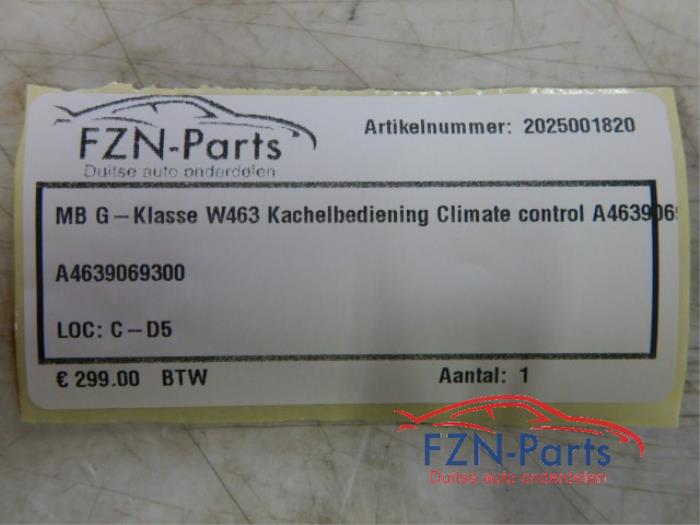 FZN-Parts
Duitse auto onderdelen
Artikelnummer: 2025001820
MB G-Klasse W463 Kachelbediening Climate control A463906
A4639069300
LOC: C-D5
€ 299.00 BTW
Aantal: 1
FZN-Parts
Duitse auto onderdelen